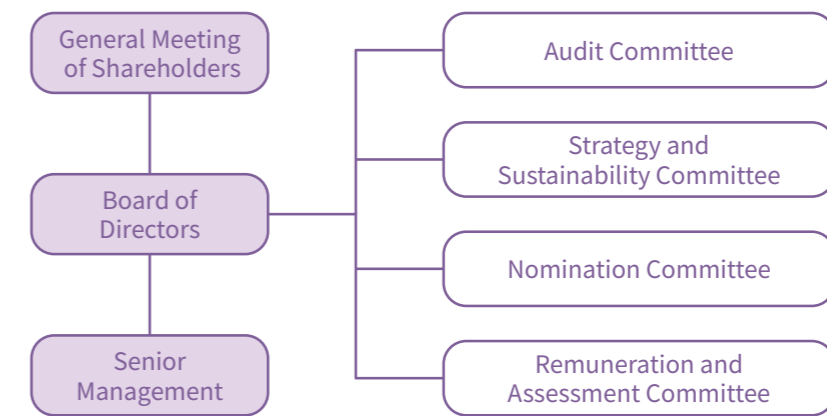 General Meeting
of Shareholders
Board of
Directors
Senior
Management
Audit Committee
Strategy and
Sustainability Committee
Nomination Committee
Remuneration and
Assessment Committee